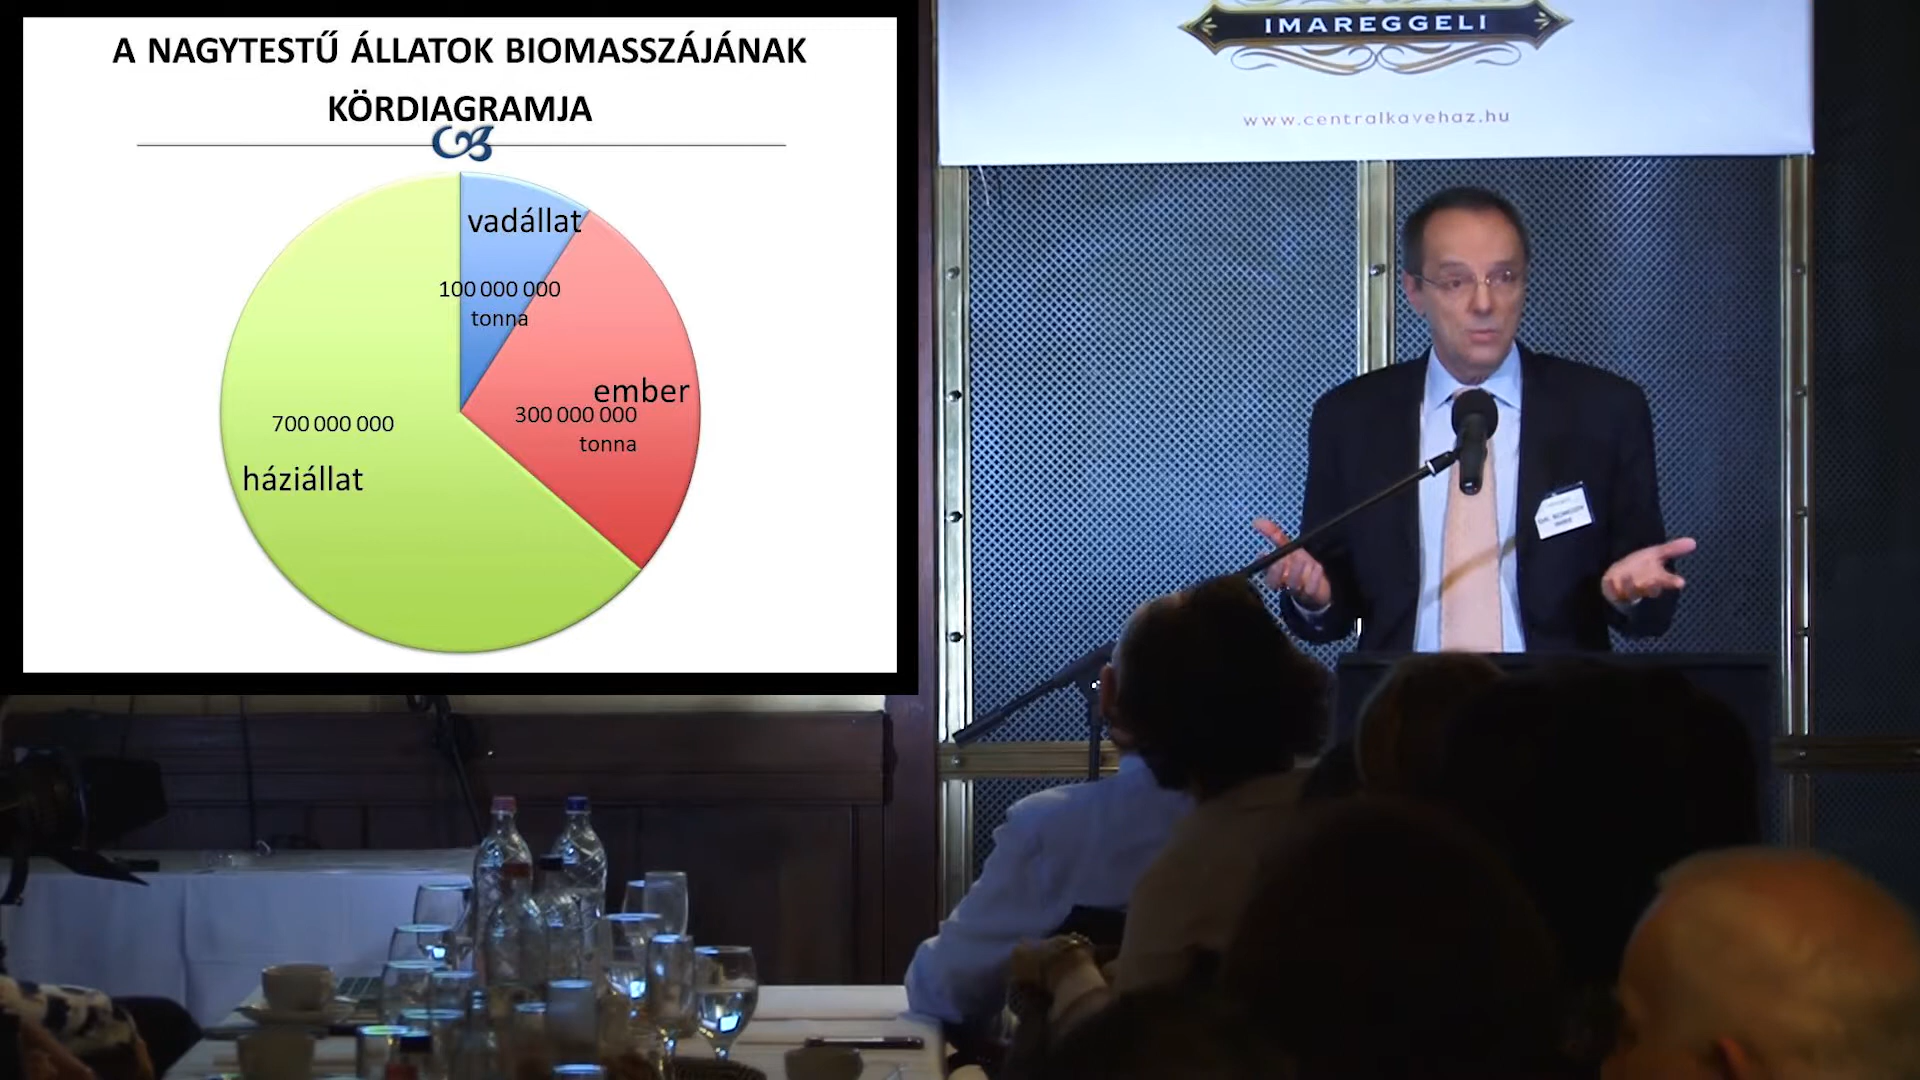 A NAGYTESTŰ ÁLLATOK BIOMASSZÁJÁNAK
KÖRDIAGRAMJA
vadállat
100 000 000
tonna
ember
300 000 000
tonna
700 000 000
háziállat
IMAREGGELI
www.centralkavehaz.hu
DR.